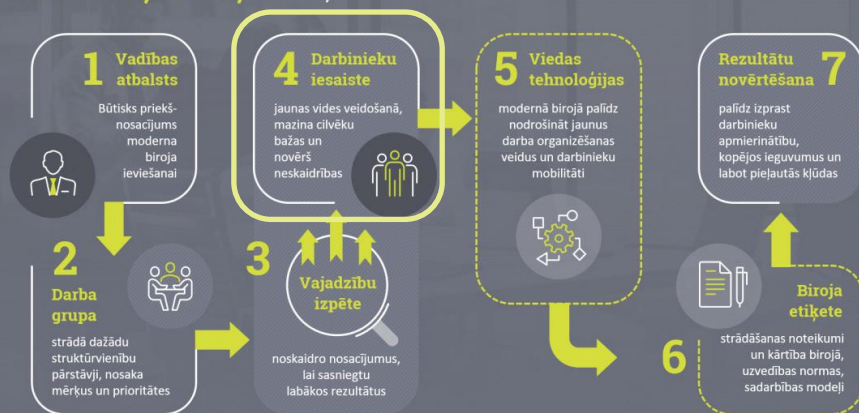 1 Vadības
atbalsts
Būtisks priekš-
nosacījums
moderna
biroja
ieviešanai
2
Darba
grupa
strādā dažādu
struktūrvienību
pārstāvji, nosaka
mērķus un prioritātes
3
Vajadzību
izpēte
noskaidro nosacījumus,
lai sasniegtu
labākos rezultātus
4 Darbinieku
iesaiste
jaunas vides veidošanā,
mazina cilvēku
bažas un
novērš
neskaidrības
5 Viedas
tehnoloģijas
modernā birojā palīdz
nodrošināt jaunus
darba organizēšanas
veidus un darbinieku
mobilitāti
6
Biroja
etiķete
strādāšanas noteikumi
un kārtība birojā,
uzvedības normas,
sadarbības modeļi
Rezultātu 7
novērtēšana
palīdz izprast
darbinieku
apmierinātību,
kopējos ieguvumus un
labot pieļautās kļūdas